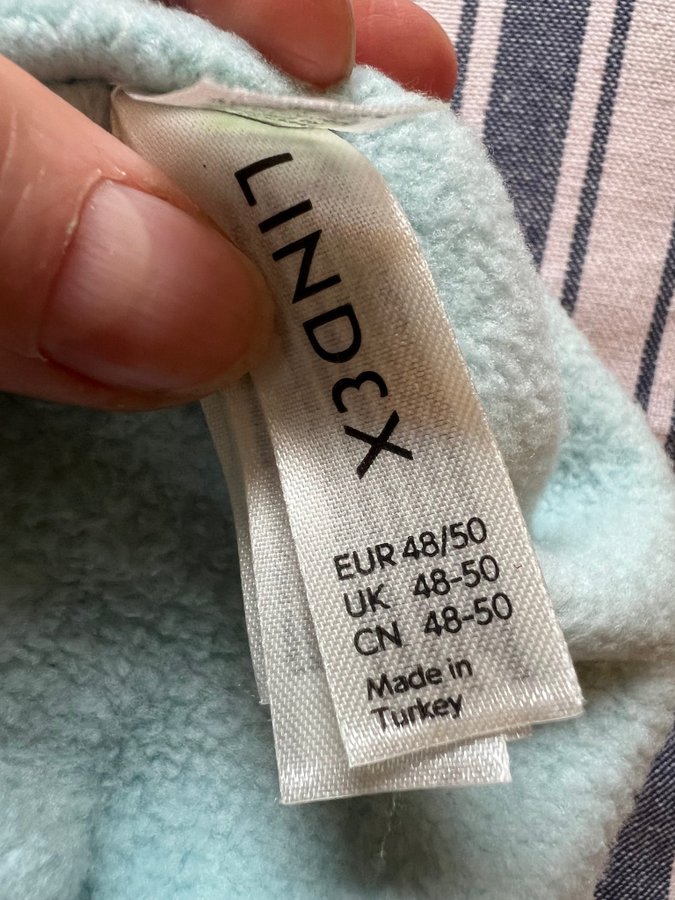 LINDEX
EUR 48/50
UK 48-50
CN 48-50
Made in
Turkey